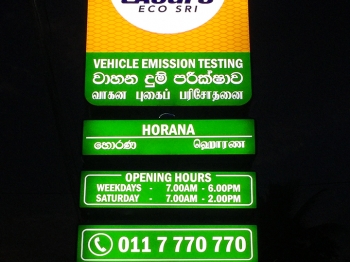 ECO SRI
VEHICLE EMISSION TESTING
වාහන දුම් පරීක්ෂාව
வாகன புகைப் பரிசோதனை
HORANA
හොරණ ஹொரண
OPENING HOURS
WEEKDAYS - 7.00AM - 6.00PM
SATURDAY - 7.00AM - 2.00PM
011 7 770 770